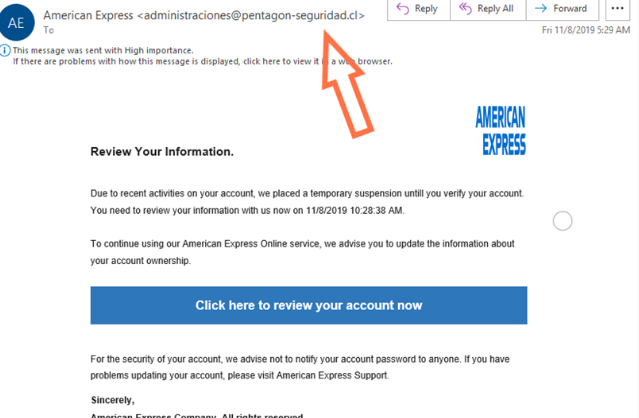 AE
American Express <administraciones@pentagon-seguridad.cl>
To
Reply
Reply All
Forward
Fri 11/8/2019 5:29 AM
This message was sent with High importance.
If there are problems with how this message is displayed, click here to view it in a web browser.
AMERICAN
EXPRESS
Review Your Information.
Due to recent activities on your account, we placed a temporary suspension untill you verify your account.
You need to review your information with us now on 11/8/2019 10:28:38 AM.
To continue using our American Express Online service, we advise you to update the information about
your account ownership.
Click here to review your account now
For the security of your account, we advise not to notify your account password to anyone. If you have
problems updating your account, please visit American Express Support.
Sincerely,
American Express Company. All rights reserved